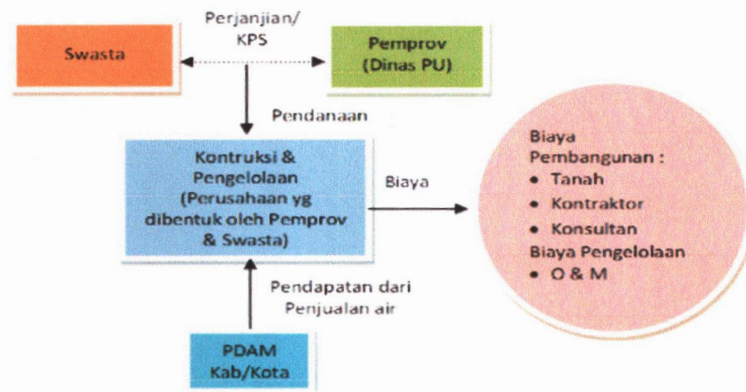 Perjanjian/
KPS
Swasta
Pemprov
(Dinas PU)
Pendanaan
Kontruksi &
Pengelolaan
(Perusahaan yg
dibentuk oleh Pemprov
& Swasta)
Biaya
Biaya
Pembangunan :
• Tanah
• Kontraktor
• Konsultan
Biaya Pengelolaan
• O & M
Pendapatan dari
Penjualan air
PDAM
Kab/Kota